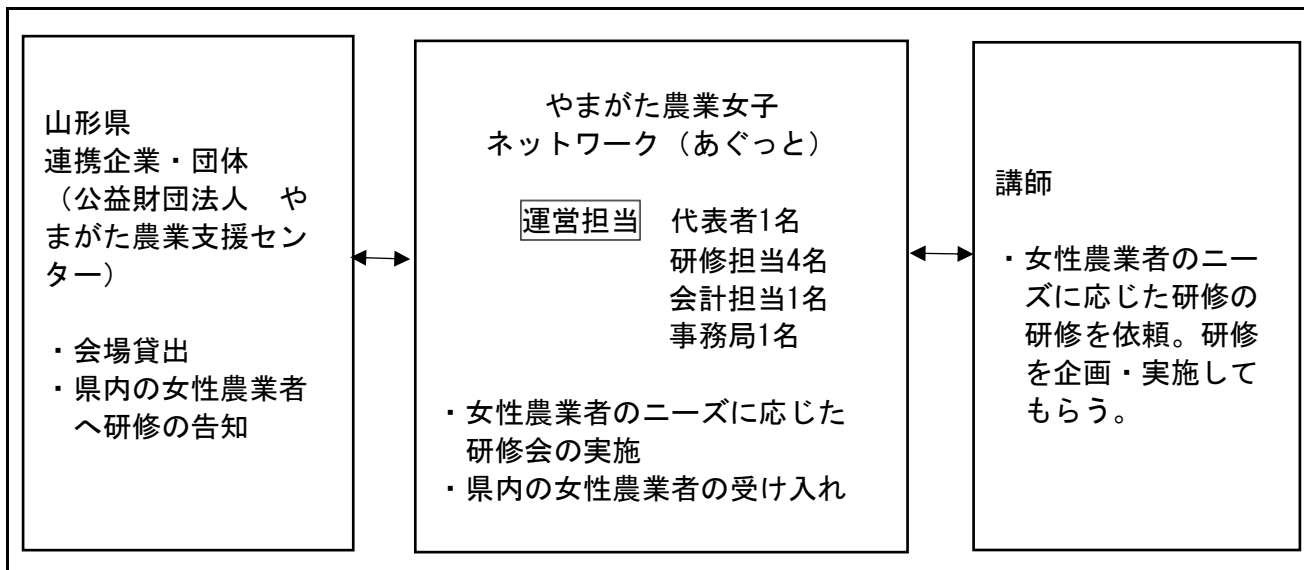 山形県
連携企業・団体
（公益財団法人　や
まがた農業支援セン
ター）
・会場貸出
・県内の女性農業者
へ研修の告知
やまがた農業女子
ネットワーク（あぐっと）
運営担当　代表者1名
研修担当4名
会計担当1名
事務局1名
・女性農業者のニーズに応じた
研修会の実施
・県内の女性農業者の受け入れ
講師
・女性農業者のニー
ズに応じた研修の
研修を依頼。研修
を企画・実施して
もらう。